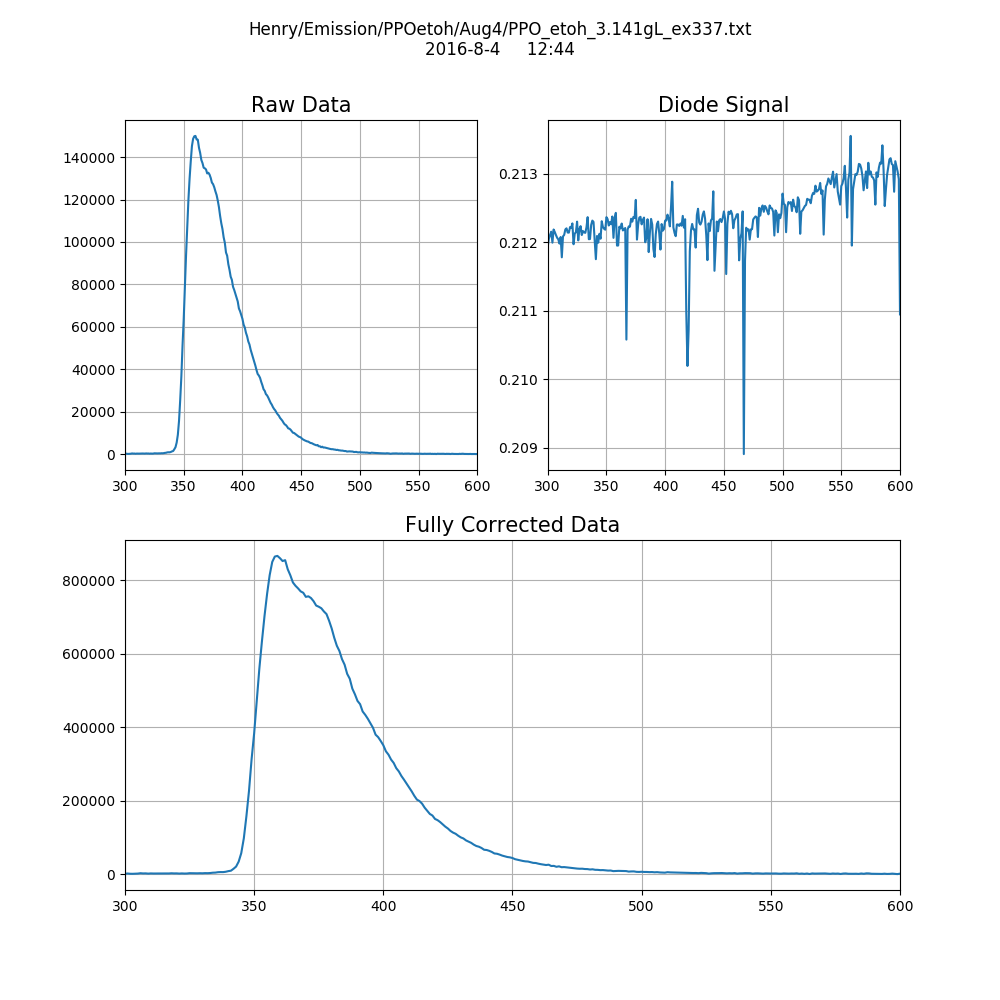 Henry/Emission/PPOetoh/Aug4/PPO_etoh_3.141gL_ex337.txt
2016-8-4 12:44
Raw Data
140000
120000
100000
80000
60000
40000
20000
0
300 350 400 450 500 550 600
Diode Signal
0.213
0.212
0.211
0.210
0.209
300 350 400 450 500 550 600
Fully Corrected Data
800000
600000
400000
200000
0
300 350 400 450 500 550 600